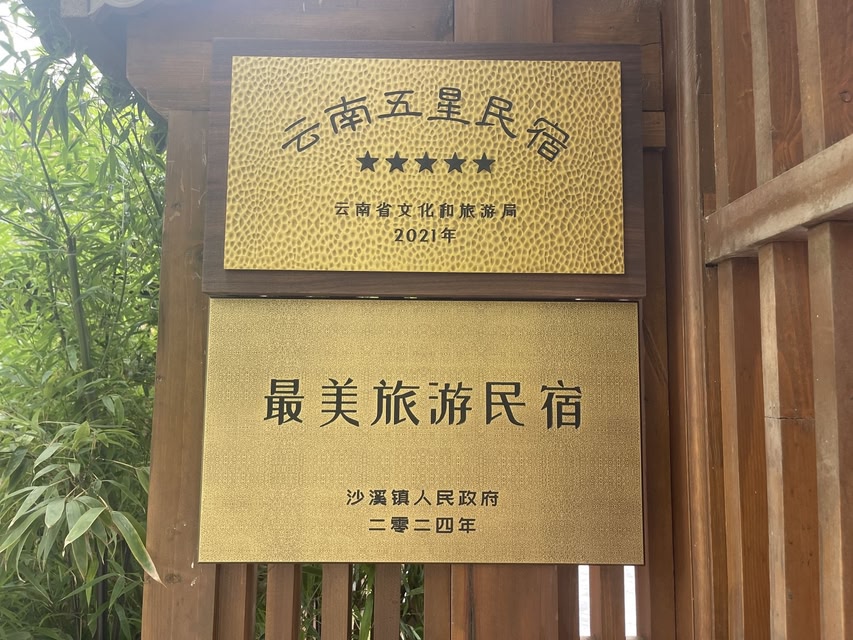 云南五星民宿
★★★★★
云南省文化和旅游局
2021年
最美旅游民宿
沙溪镇人民政府
二零二四年